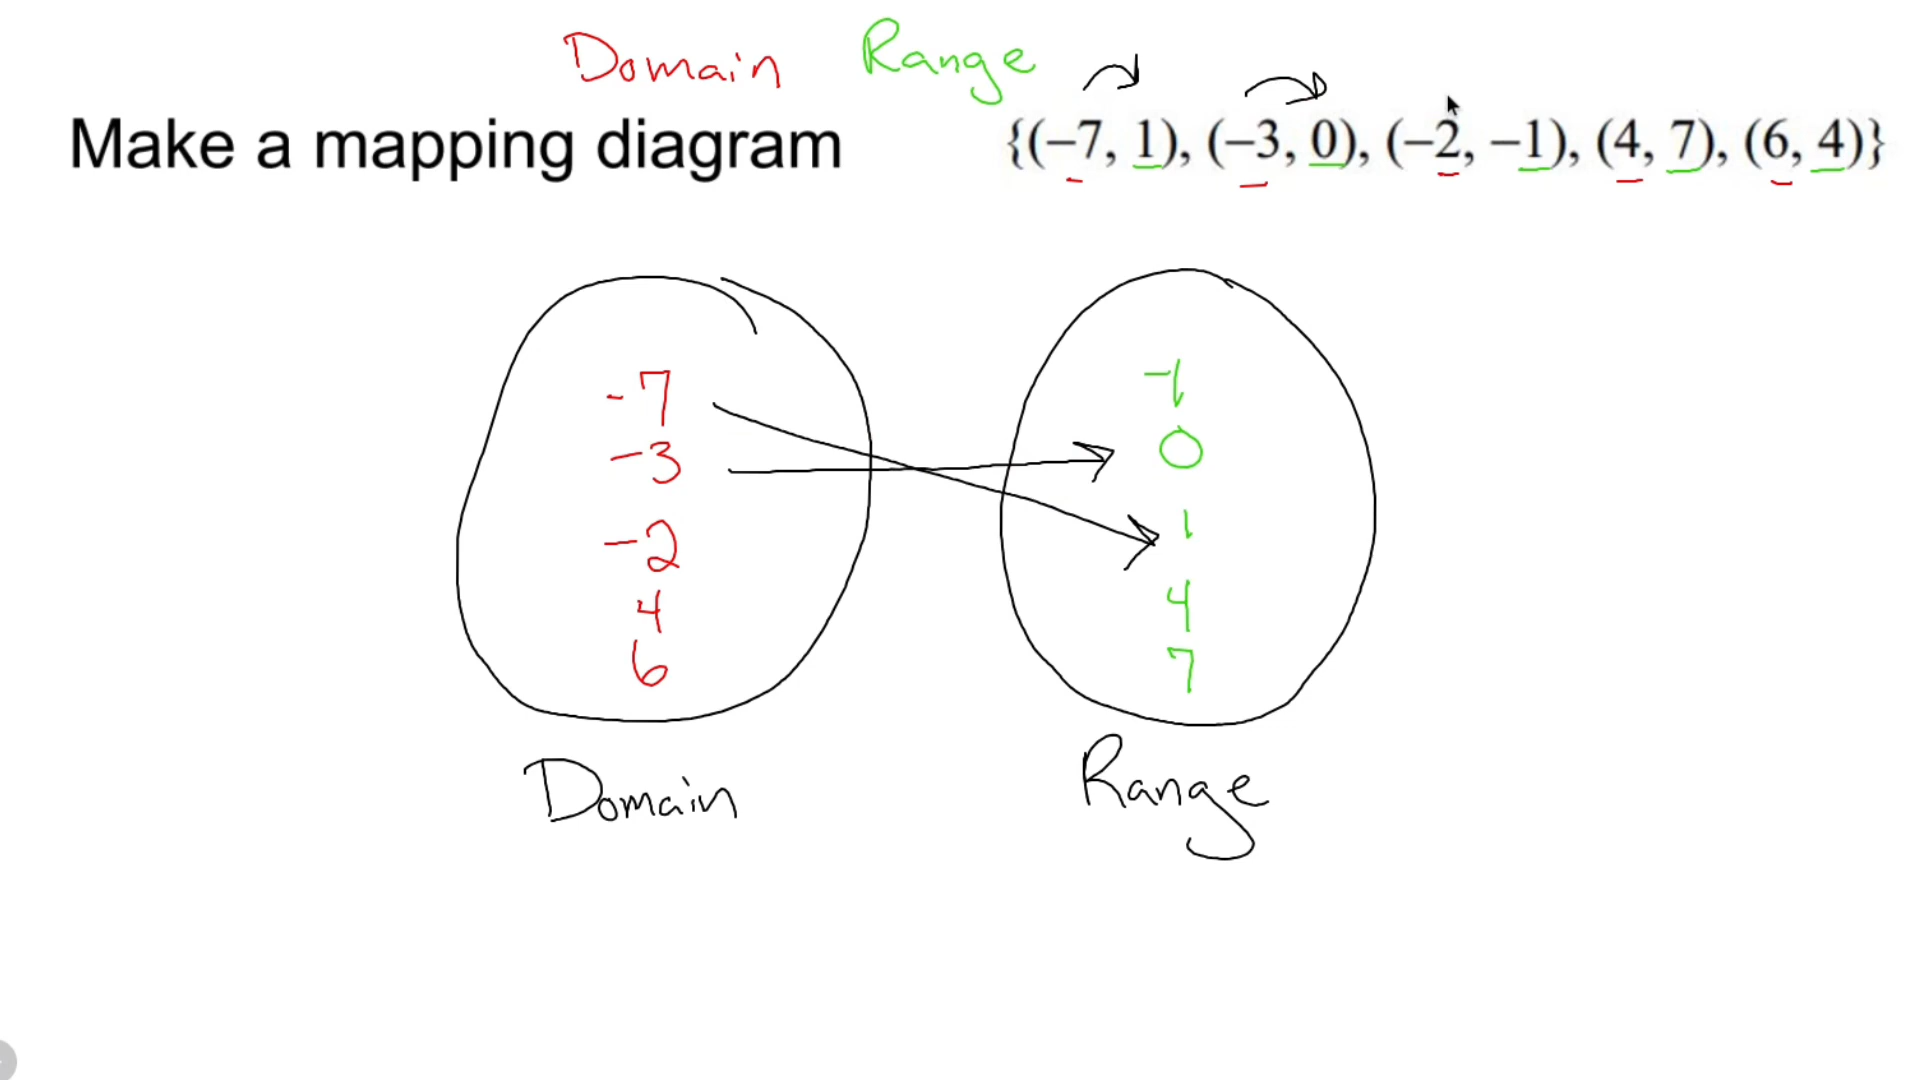 Domain Range
Make a mapping diagram {(−7, 1), (−3, 0), (−2, −1), (4, 7), (6, 4)}
-7 -1
-3 0
-2 1
4 4
6 7
Domain Range